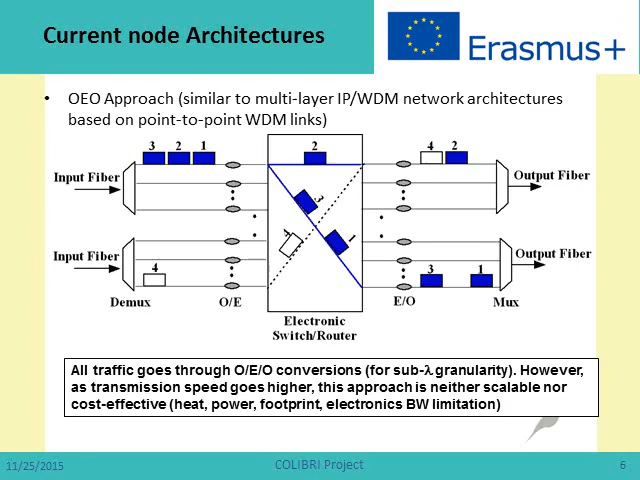 Current node Architectures
Erasmus+
• OEO Approach (similar to multi-layer IP/WDM network architectures
based on point-to-point WDM links)
3 2 1
2
4 2
Input Fiber
Output Fiber
3
4
1
Input Fiber
Output Fiber
4
3 1
Demux
O/E
E/O
Mux
Electronic
Switch/Router
All traffic goes through O/E/O conversions (for sub-λ granularity). However,
as transmission speed goes higher, this approach is neither scalable nor
cost-effective (heat, power, footprint, electronics BW limitation)
11/25/2015
COLIBRI Project
6